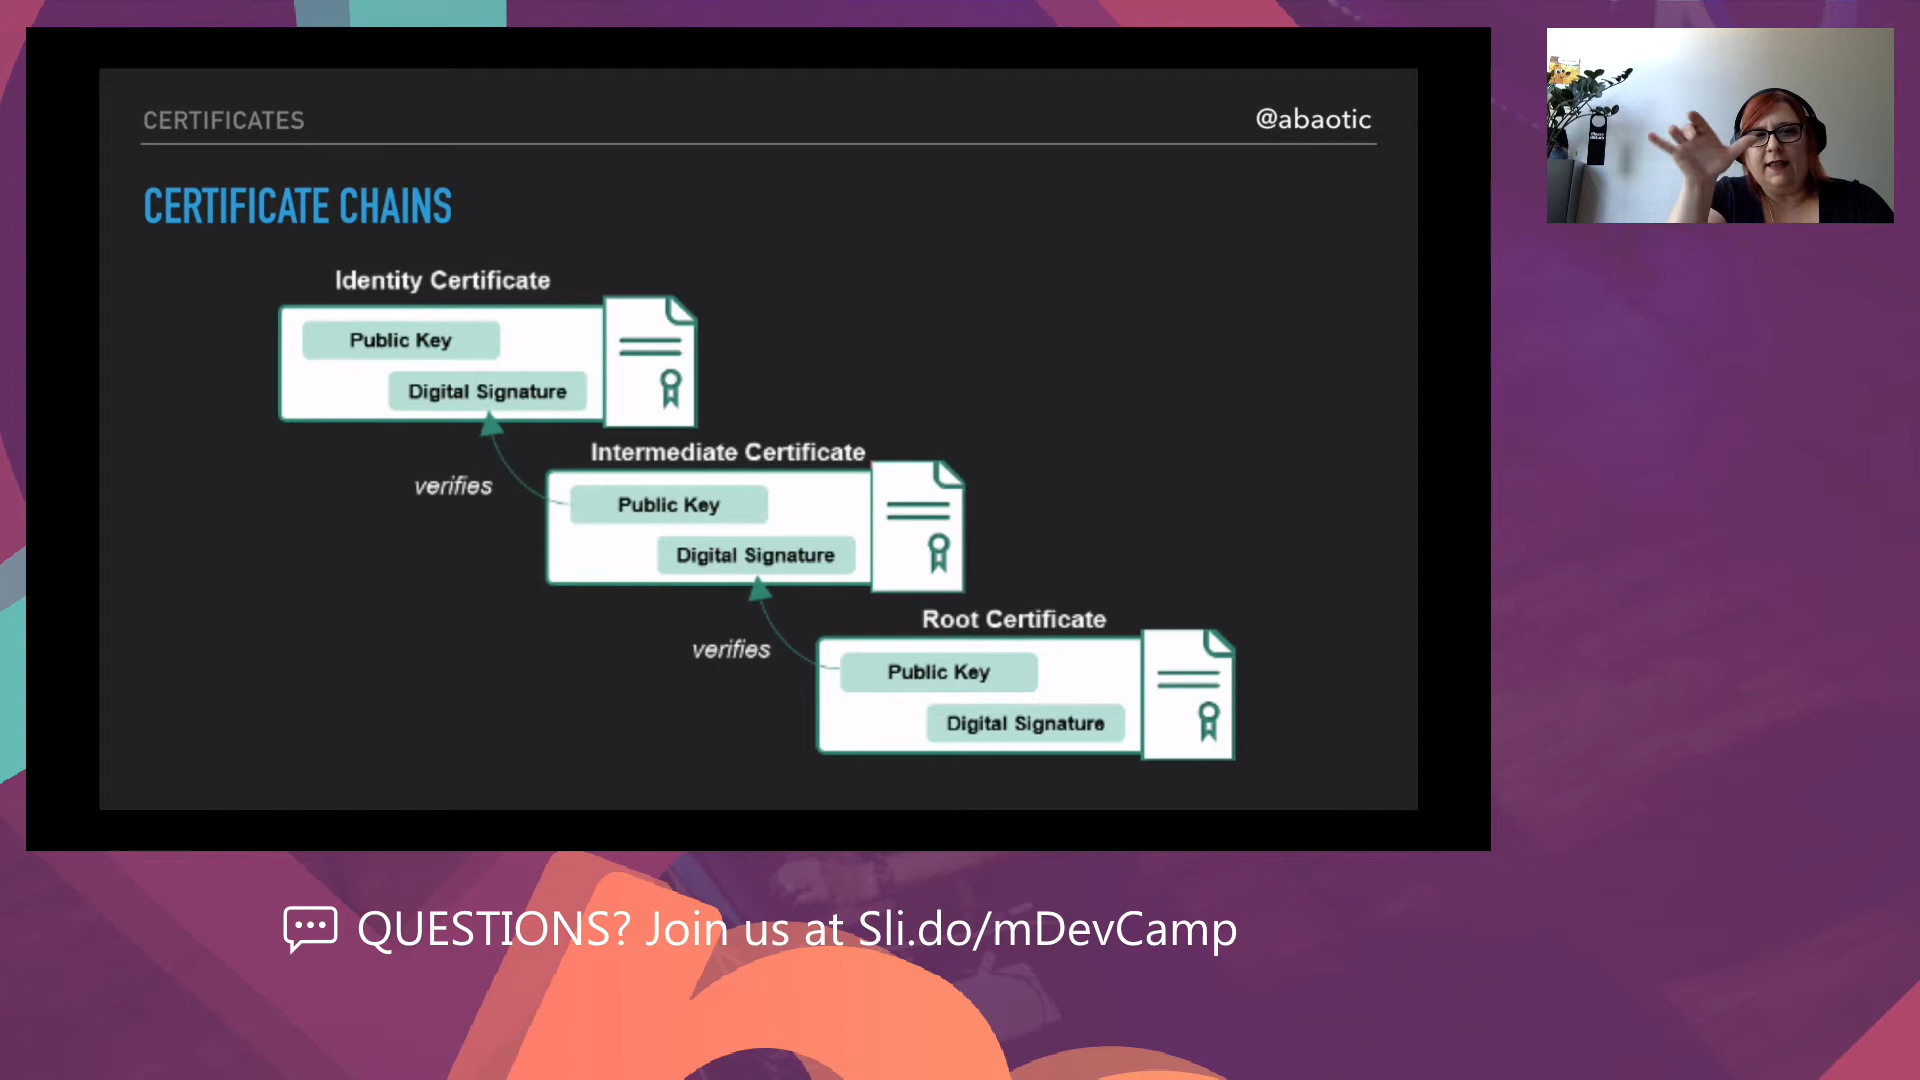 CERTIFICATES
@abaotic
CERTIFICATE CHAINS
Identity Certificate
Public Key
Digital Signature
verifies
Intermediate Certificate
Public Key
Digital Signature
verifies
Root Certificate
Public Key
Digital Signature
QUESTIONS? Join us at Sli.do/mDevCamp